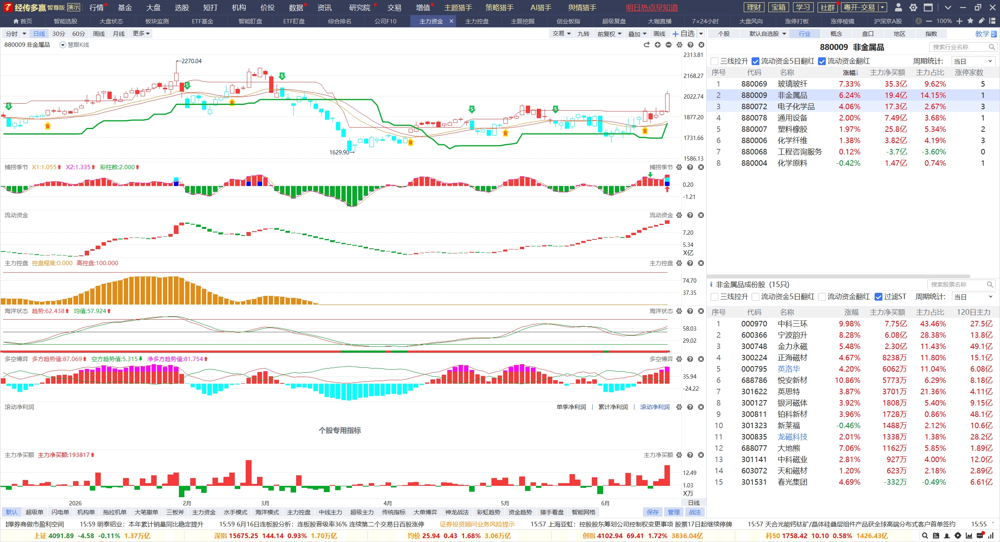 经传多赢 智尊版 演示 行情 基金 大盘 选股 短打 机构 价投 数据 资讯 研究院 交易 增值 主题猎手 策略猎手 AI猎手 舆情猎手 明日热点早知道 理财 宝箱 学习 社群 粤开-交易
首页 智能选股 大盘状态 板块监测 ETF基金 智能盯盘 ETF盯盘 综合排名 公司F10 主力资金 主力控盘 主题挖掘 创业板指 超级复盘 大咖直播 7×24小时 大盘风向 涨停打板 涨停棱镜 沪深京A股 100%
分时 日线 30分 60分 周线 月线 更多 交易 九转 前复权 叠加 画线 自选
880009 非金属品 慧眼K线
2313.81
2270.04
2168.27
2022.74
1877.20
1731.66
1629.90
1586.13
S S S S S
B B B B B
捕捞季节 X1:1.055 X2:1.335 彩柱数:2.000 捕捞季节
0.20
-1.21
流动资金 流动资金
7.20
5.34
X亿
主力控盘 控盘程度:0.000 高控盘:100.000 主力控盘
74.70
37.35
海洋状态 趋势:62.438 均值:57.924 海洋状态
58.03
29.02
多空博弈 多方趋势值:87.069 空方趋势值:5.315 净多方趋势值:81.754 多空博弈
35.94
-24.22
滚动净利润 单季净利润 累计净利润 滚动净利润
个股专用指标
主力净买额 主力净买额:193817 主力净买额
12.49
1.03
X万
2026 2月 3月 4月 5月 6月 日线
默认 超级单 闪电单 机构单 拖拉机单 大笔撤单 三板斧 主力资金 水手模式 海洋模式 主力控盘 中线主力 超级主力 传统指标 大单博弈 神龙战法 彩虹趋势 资金趋势 猎手看盘 智能网格 保存 管理 战法
个股 默认自选股 行业 概念 盘口 地区 指数 教学
880009 非金属品 搜索行业名称
三线拉升 流动资金5日翻红 流动资金翻红 周期统计: 当日
序号 代码 名称 涨幅↓ 主力净买额 主力占比 涨停家数
1 880069 玻璃玻纤 7.33% 35.3亿 9.62% 5
2 880009 非金属品 6.24% 19.4亿 14.15% 1
3 880072 电子化学品 4.06% 17.3亿 2.67% 3
4 880078 通用设备 2.00% 7.49亿 3.68% 1
5 880007 塑料橡胶 1.97% 25.8亿 5.34% 2
6 880006 化学纤维 1.38% 3.82亿 4.19% 3
7 880068 工程咨询服务 0.12% -3.7亿 -3.60% 0
8 880004 化学原料 -0.42% 1.47亿 0.74% 1
非金属品成份股 (15只) 搜索股票名称
三线拉升 流动资金5日翻红 流动资金翻红 过滤ST 周期统计: 当日
序号 代码 名称 涨幅 主力净买额 主力占比 120日主力
1 000970 中科三环 9.98% 7.75亿 43.46% 27.5亿
2 600366 宁波韵升 8.28% 6.08亿 28.38% 13.8亿
3 300748 金力永磁 5.48% 2.30亿 11.43% 49.1亿
4 300224 正海磁材 4.67% 8238万 11.80% 15.1亿
5 000795 英洛华 4.20% 6062万 11.04% 6.08亿
6 688786 悦安新材 10.86% 5773万 6.29% 8.18亿
7 301622 英思特 3.87% 3701万 21.36% 4.11亿
8 300127 银河磁体 3.92% 1808万 5.40% 9.15亿
9 300811 铂科新材 3.96% 1728万 0.86% 48.1亿
10 301323 新莱福 -0.46% 1488万 2.12% 10.6亿
11 300835 龙磁科技 2.01% 1338万 1.38% 28.2亿
12 688077 大地熊 7.06% 1162万 5.85% 1.89亿
13 301141 中科磁业 2.81% 927万 4.00% 12.0亿
14 603072 天和磁材 1.20% 623万 2.18% 2.89亿
15 301531 春光集团 4.69% -332万 -0.49% 6.61亿
厚券商做市盈利空间 15:59 明泰铝业：本年累计销量同比稳定提升 15:59 6月16日连板股分析：连板股晋级率36% 连续第二个交易日百股涨停 证券投资顾问业务风险提示 15:57 上海亚虹：控股股东筹划公司控制权变更事项 股票17日起继续停牌 15:57 天合光能钙钛矿/晶体硅叠层组件产品获全球高端分布式客户首单签约 15:55
上证 4091.89 -4.58 -0.11% 1.37万亿 深指 15675.25 144.14 0.93% 1.70万亿 均价 25.94 0.43 1.68% 3.06万亿 创指 4102.94 69.41 1.72% 3836.04亿 科50 1758.42 10.10 0.58% 1426.43亿